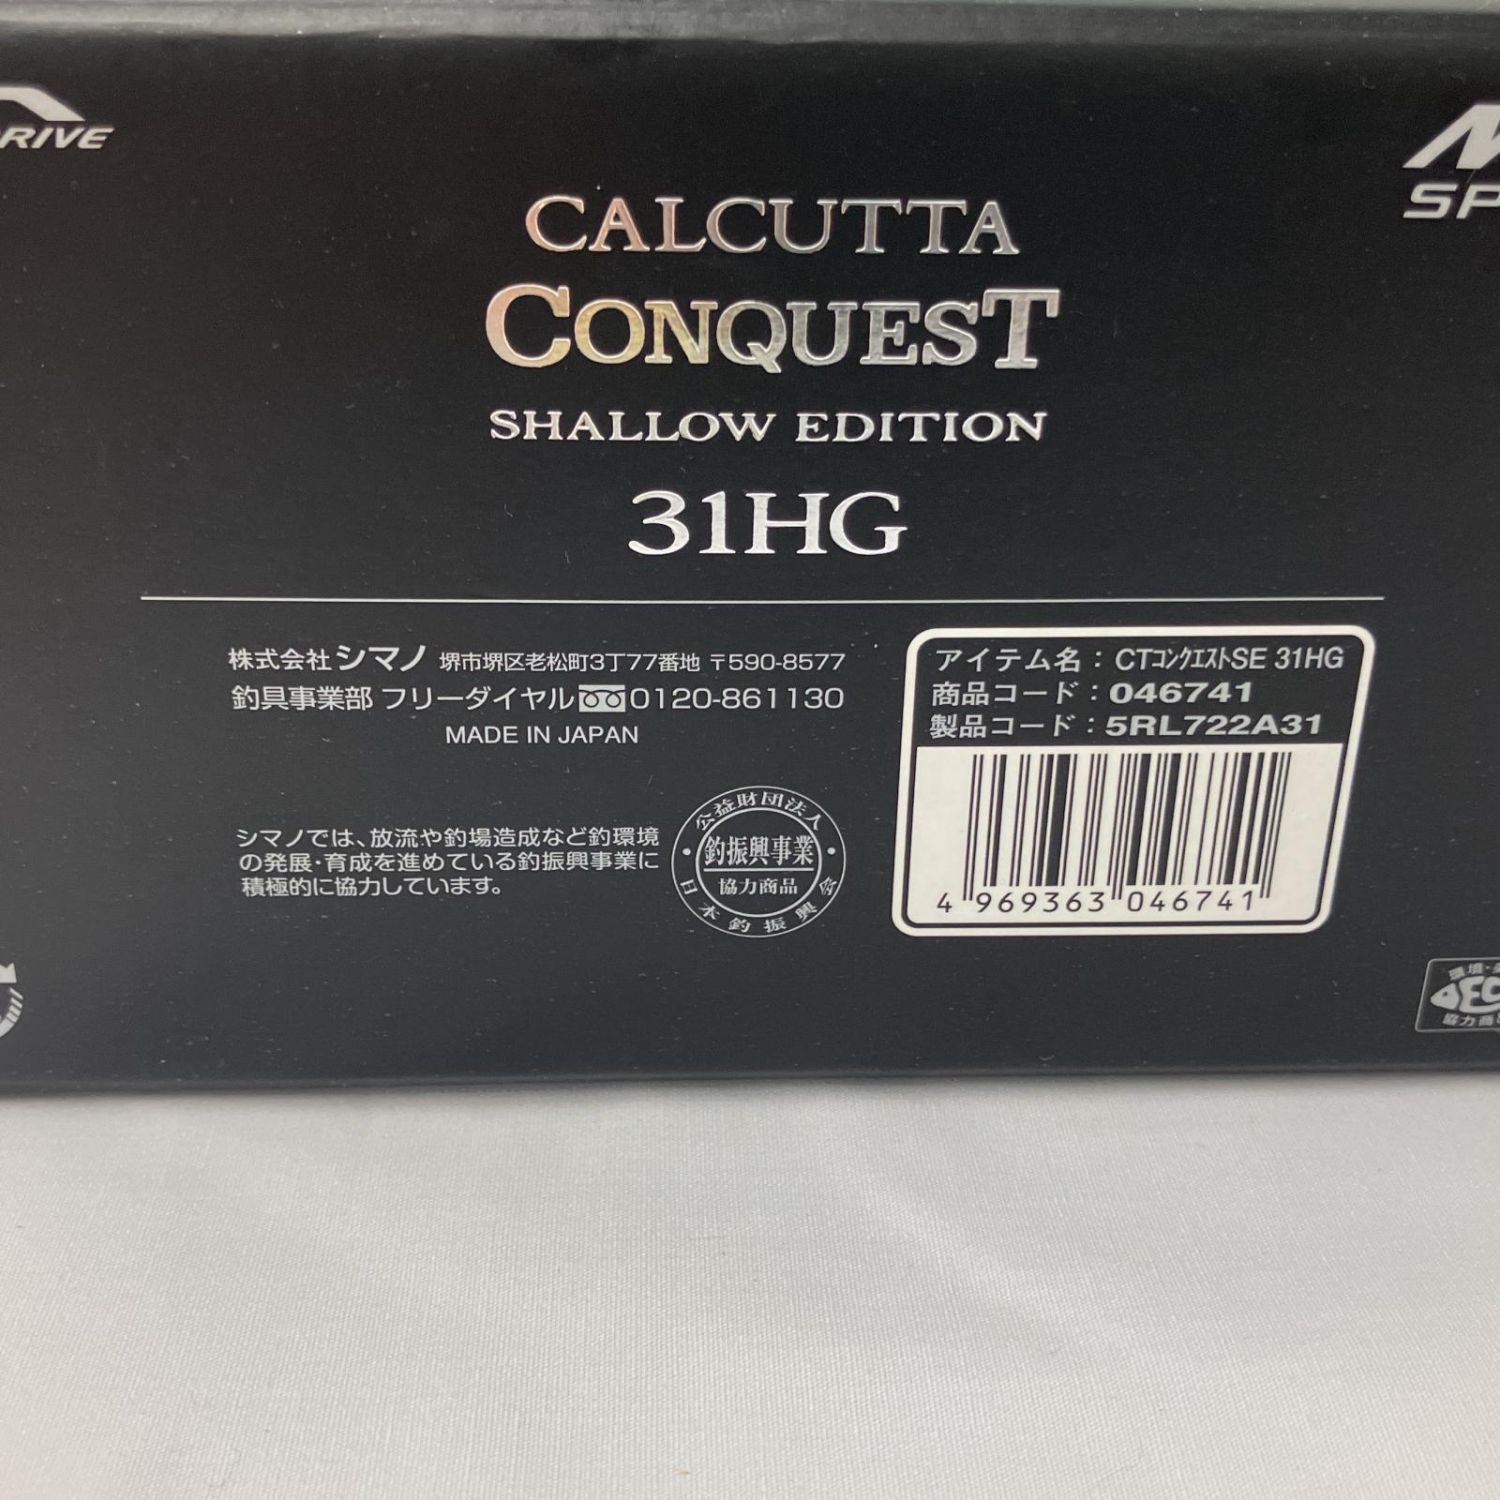 DRIVE
CALCUTTA
CONQUEST
SHALLOW EDITION
31HG
株式会社シマノ 堺市堺区老松町3丁77番地 〒590-8577
釣具事業部 フリーダイヤル 0120-861130
MADE IN JAPAN
シマノでは、放流や釣場造成など釣環境
の発展・育成を進めている釣振興事業に
積極的に協力しています。
公益財団法人
釣振興事業
協力商品
日本釣振興会
アイテム名：CTｺﾝｸｴｽﾄSE 31HG
商品コード：046741
製品コード：5RL722A31
4 969363 046741
協力商